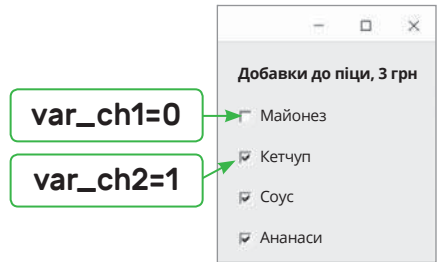 Добавки до піци, 3 грн
var_ch1=0
Майонез
var_ch2=1
Кетчуп
Соус
Ананаси